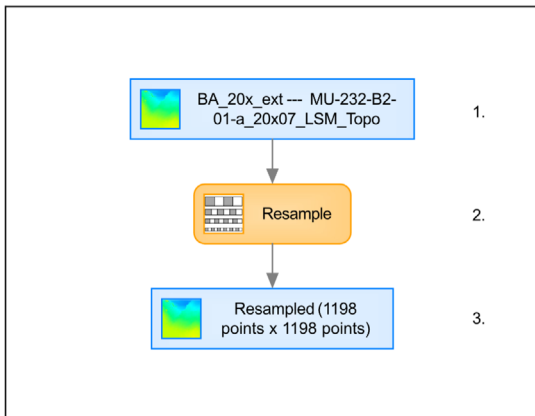 BA_20x_ext --- MU-232-B2-
01-a_20x07_LSM_Topo
1.
Resample
2.
Resampled (1198
points x 1198 points)
3.